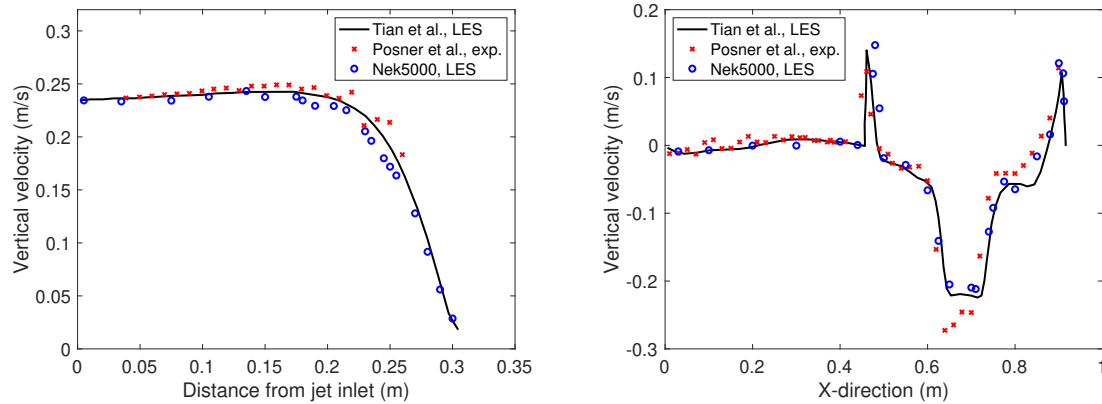 Tian et al., LES
Posner et al., exp.
Nek5000, LES
0.3
0.25
0.2
0.15
0.1
0.05
0
Vertical velocity (m/s)
0 0.05 0.1 0.15 0.2 0.25 0.3 0.35
Distance from jet inlet (m)
Tian et al., LES
Posner et al., exp.
Nek5000, LES
0.2
0.1
0
-0.1
-0.2
-0.3
Vertical velocity (m/s)
0 0.2 0.4 0.6 0.8 1
X-direction (m)